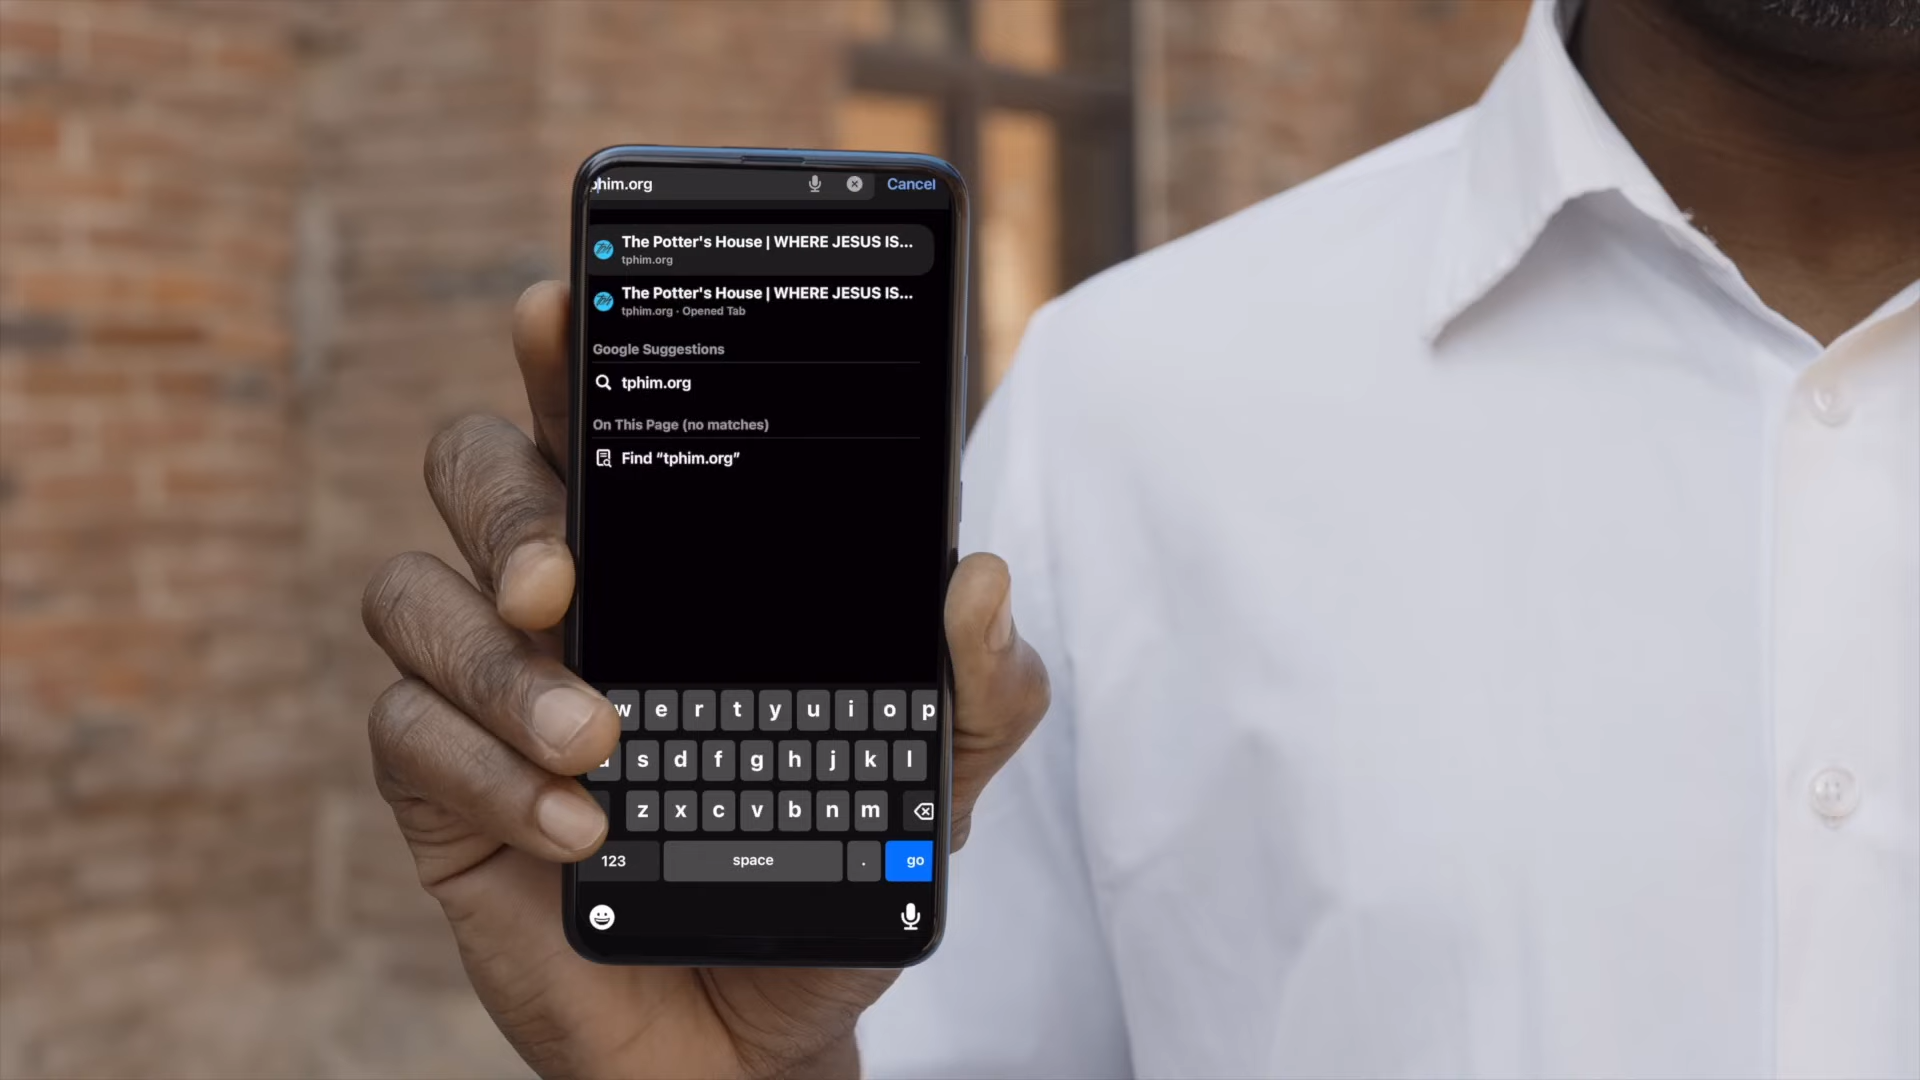 phim.org
Cancel
The Potter's House | WHERE JESUS IS...
tphim.org
The Potter's House | WHERE JESUS IS...
tphim.org · Opened Tab
Google Suggestions
tphim.org
On This Page (no matches)
Find “tphim.org”
w e r t y u i o p
a s d f g h j k l
z x c v b n m
123 space . go